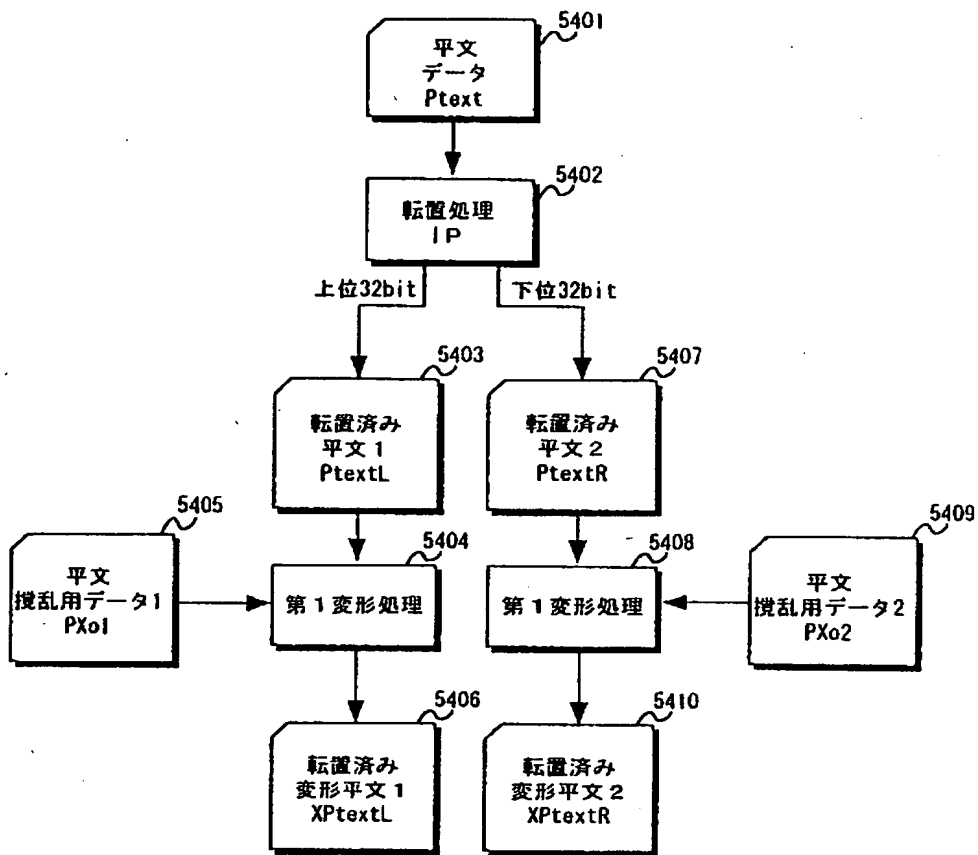 5401
平文
データ
Ptext
5402
転置処理
IP
上位32bit
下位32bit
5403
転置済み
平文1
PtextL
5407
転置済み
平文2
PtextR
5405
平文
撹乱用データ1
PXo1
5404
第1変形処理
5408
第1変形処理
5409
平文
撹乱用データ2
PXo2
5406
転置済み
変形平文1
XPtextL
5410
転置済み
変形平文2
XPtextR